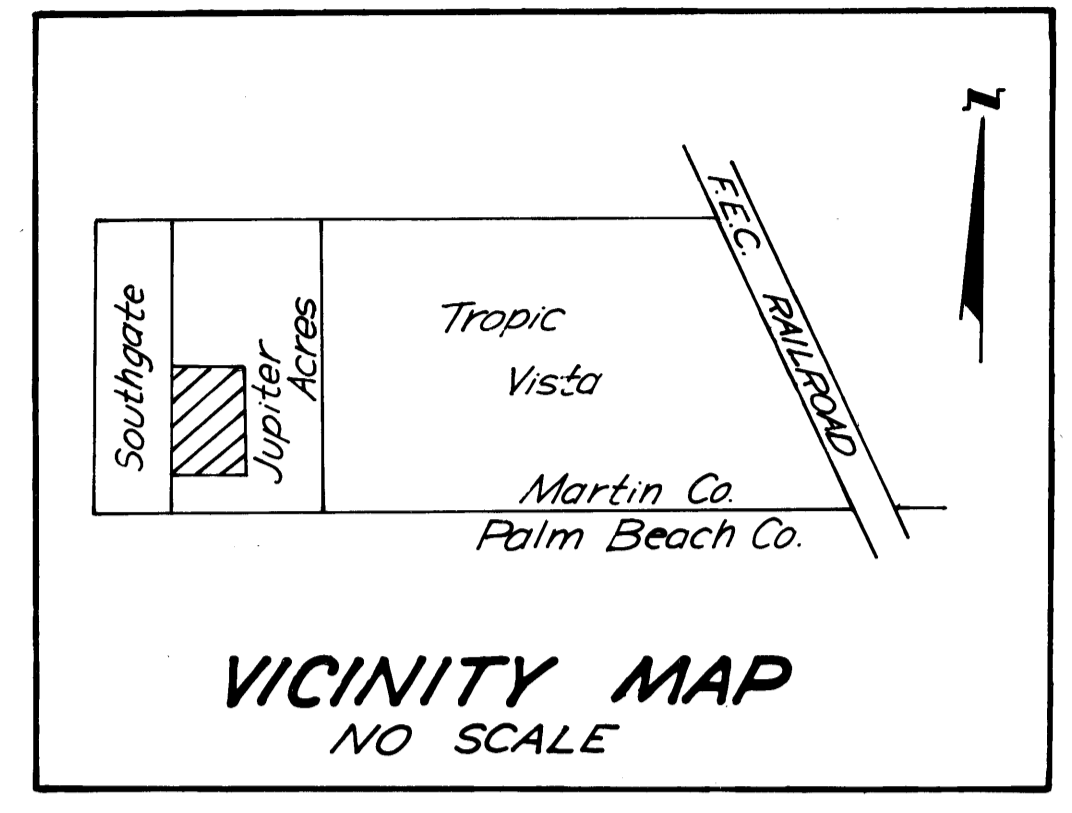 N
F.E.C. RAILROAD
Southgate
Jupiter
Acres
Tropic
Vista
Martin Co.
Palm Beach Co.
VICINITY MAP
NO SCALE